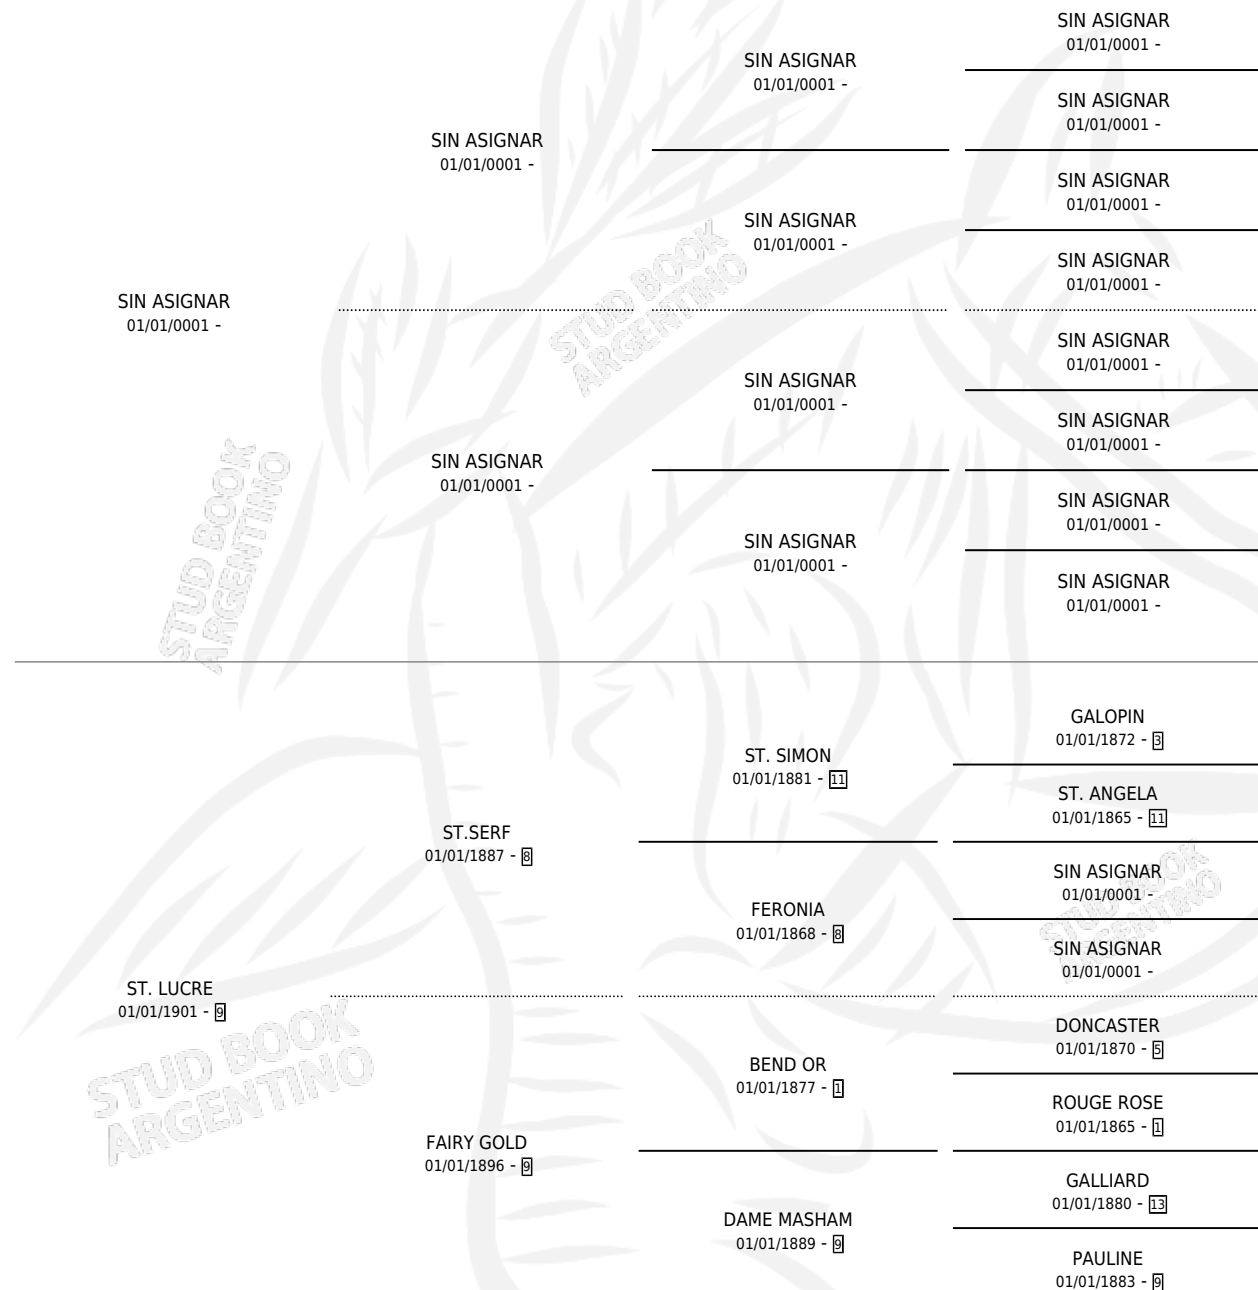 SIN ASIGNAR
01/01/0001 -
SIN ASIGNAR
01/01/0001 -
SIN ASIGNAR
01/01/0001 -
SIN ASIGNAR
01/01/0001 -
SIN ASIGNAR
01/01/0001 -
SIN ASIGNAR
01/01/0001 -
SIN ASIGNAR
01/01/0001 -
STUD BOOK
ARGENTINO
SIN ASIGNAR
01/01/0001 -
SIN ASIGNAR
01/01/0001 -
SIN ASIGNAR
01/01/0001 -
SIN ASIGNAR
01/01/0001 -
SIN ASIGNAR
01/01/0001 -
STUD BOOK
ARGENTINO
SIN ASIGNAR
01/01/0001 -
SIN ASIGNAR
01/01/0001 -
SIN ASIGNAR
01/01/0001 -
SIN ASIGNAR
01/01/0001 -
GALOPIN
01/01/1872 - 3
ST. SIMON
01/01/1881 - 11
ST. ANGELA
01/01/1865 - 11
ST.SERF
01/01/1887 - 8
SIN ASIGNAR
01/01/0001 -
STUD BOOK
ARGENTINO
FERONIA
01/01/1868 - 8
SIN ASIGNAR
01/01/0001 -
ST. LUCRE
01/01/1901 - 9
STUD BOOK
ARGENTINO
DONCASTER
01/01/1870 - 5
BEND OR
01/01/1877 - 1
ROUGE ROSE
01/01/1865 - 1
FAIRY GOLD
01/01/1896 - 9
GALLIARD
01/01/1880 - 13
DAME MASHAM
01/01/1889 - 9
PAULINE
01/01/1883 - 9